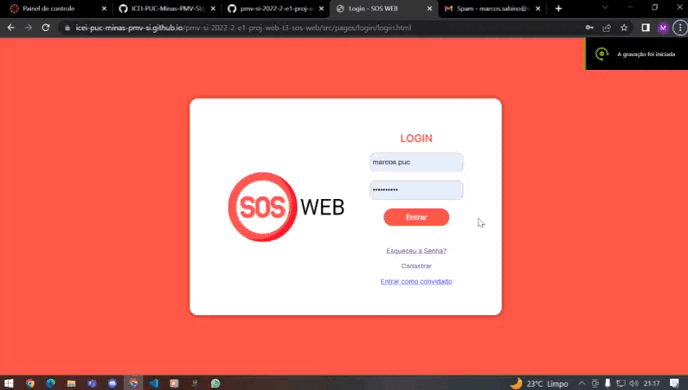 Painel de controle
ICEI-PUC-Minas-PMV-SI
pmv-si-2022-2-e1-proj-w
Login - SOS WEB
Spam - marcos.sabino@
icei-puc-minas-pmv-si.github.io/pmv-si-2022-2-e1-proj-web-t3-sos-web/src/pages/login/login.html
A gravação foi iniciada
LOGIN
marcos.puc
••••••••••
SOS WEB
Entrar
Esqueceu a Senha?
Cadastrar
Entrar como convidado
23°C Limpo
21:17